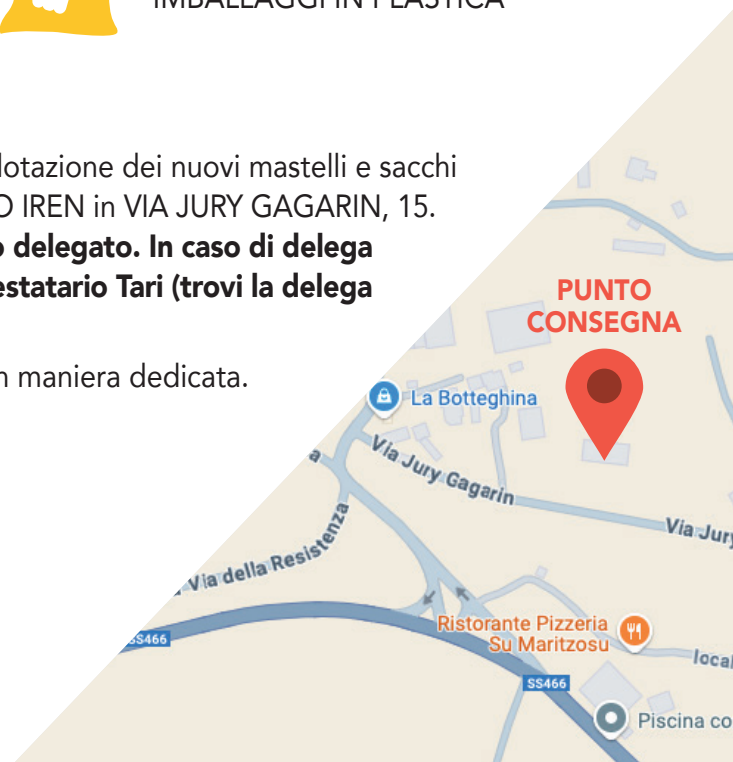 IMBALLAGGI IN PLASTICA
dotazione dei nuovi mastelli e sacchi
O IREN in VIA JURY GAGARIN, 15.
o delegato. In caso di delega
estatario Tari (trovi la delega
n maniera dedicata.
PUNTO
CONSEGNA
La Botteghina
a
Via Jury Gagarin
Via Jury
Via della Resistenza
SS466
Ristorante Pizzeria
Su Maritzosu
local
SS466
Piscina co